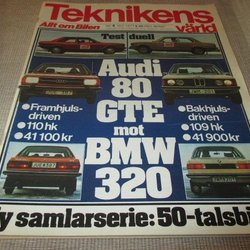 Teknikens
Allt om Bilen
värld
Test duell
Audi
80
GTE
mot
BMW
320
• Framhjuls-
driven
• 110 hk
• 41 100 kr
• Bakhjuls-
driven
• 109 hk
• 41 900 kr
y samlarserie: 50-talsbi